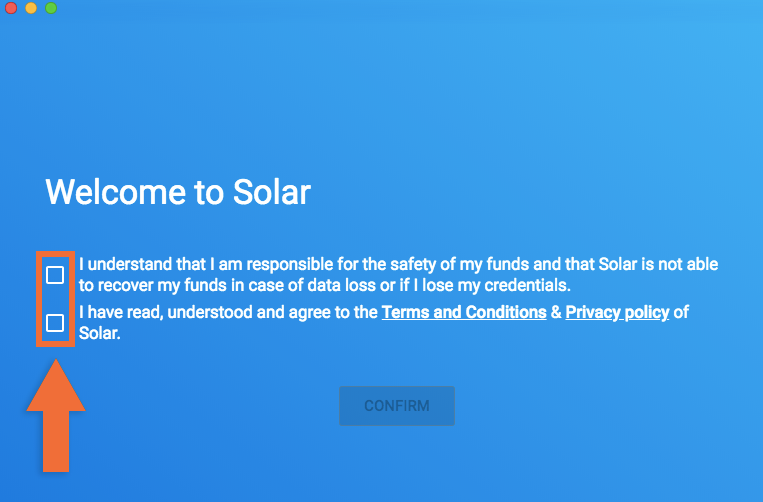 Welcome to Solar
I understand that I am responsible for the safety of my funds and that Solar is not able
to recover my funds in case of data loss or if I lose my credentials.
I have read, understood and agree to the Terms and Conditions & Privacy policy of
Solar.
CONFIRM